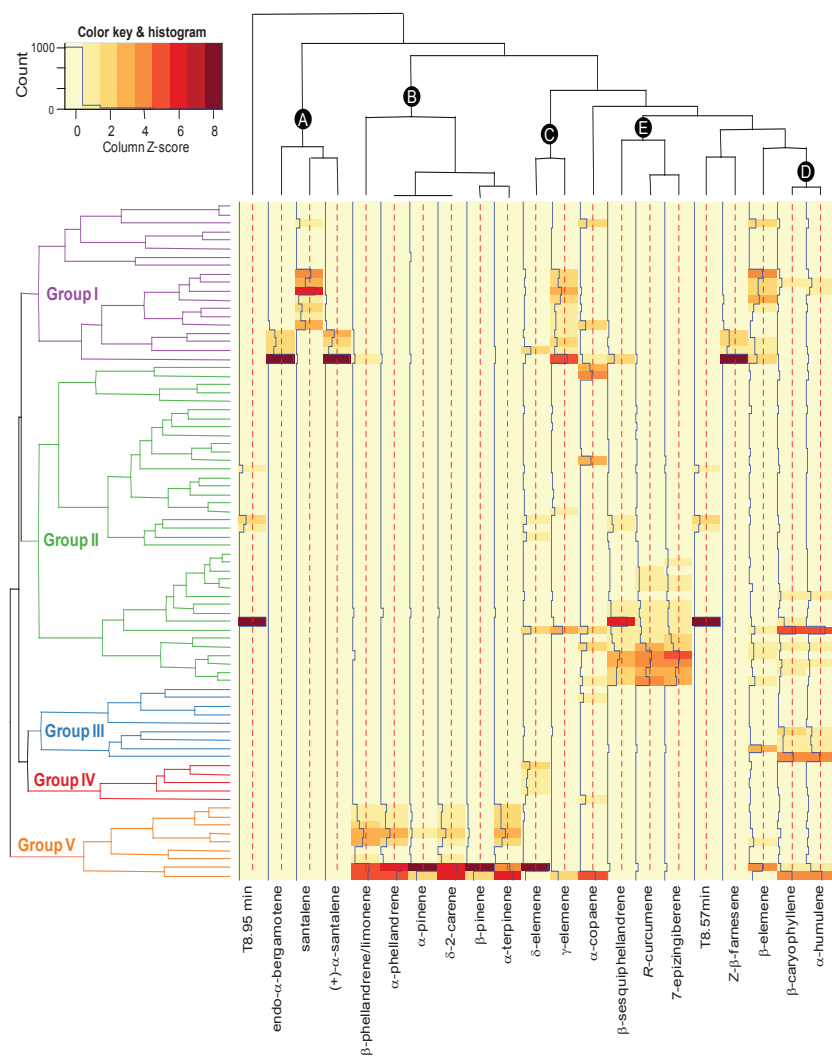 Color key & histogram
1000
0
Count
0 2 4 6 8
Column Z-score
A
B
C
E
D
Group I
Group II
Group III
Group IV
Group V
T8.95 min
endo-α-bergamotene
santalene
(+)-α-santalene
β-phellandrene/limonene
α-phellandrene
α-pinene
δ-2-carene
β-pinene
α-terpinene
δ-elemene
γ-elemene
α-copaene
β-sesquiphellandrene
R-curcumene
7-epizingiberene
T8.57min
Z-β-farnesene
β-elemene
β-caryophyllene
α-humulene